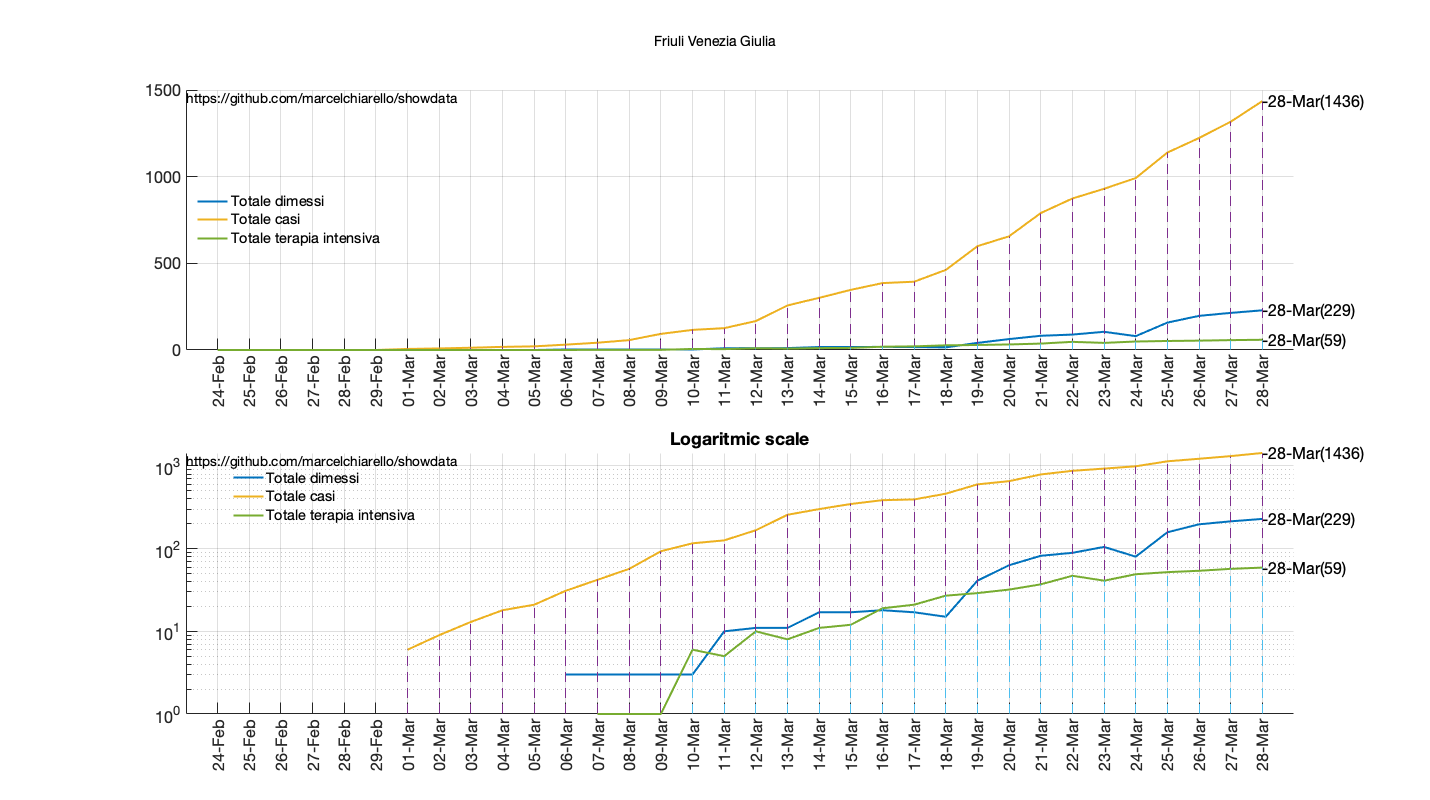 Friuli Venezia Giulia
1500
https://github.com/marcelchiarello/showdata
-28-Mar(1436)
1000
Totale dimessi
Totale casi
Totale terapia intensiva
500
-28-Mar(229)
-28-Mar(59)
0
24-Feb 25-Feb 26-Feb 27-Feb 28-Feb 29-Feb 01-Mar 02-Mar 03-Mar 04-Mar 05-Mar 06-Mar 07-Mar 08-Mar 09-Mar 10-Mar 11-Mar 12-Mar 13-Mar 14-Mar 15-Mar 16-Mar 17-Mar 18-Mar 19-Mar 20-Mar 21-Mar 22-Mar 23-Mar 24-Mar 25-Mar 26-Mar 27-Mar 28-Mar
Logaritmic scale
-28-Mar(1436)
https://github.com/marcelchiarello/showdata
10³
Totale dimessi
Totale casi
Totale terapia intensiva
-28-Mar(229)
10²
-28-Mar(59)
10¹
10⁰
24-Feb 25-Feb 26-Feb 27-Feb 28-Feb 29-Feb 01-Mar 02-Mar 03-Mar 04-Mar 05-Mar 06-Mar 07-Mar 08-Mar 09-Mar 10-Mar 11-Mar 12-Mar 13-Mar 14-Mar 15-Mar 16-Mar 17-Mar 18-Mar 19-Mar 20-Mar 21-Mar 22-Mar 23-Mar 24-Mar 25-Mar 26-Mar 27-Mar 28-Mar